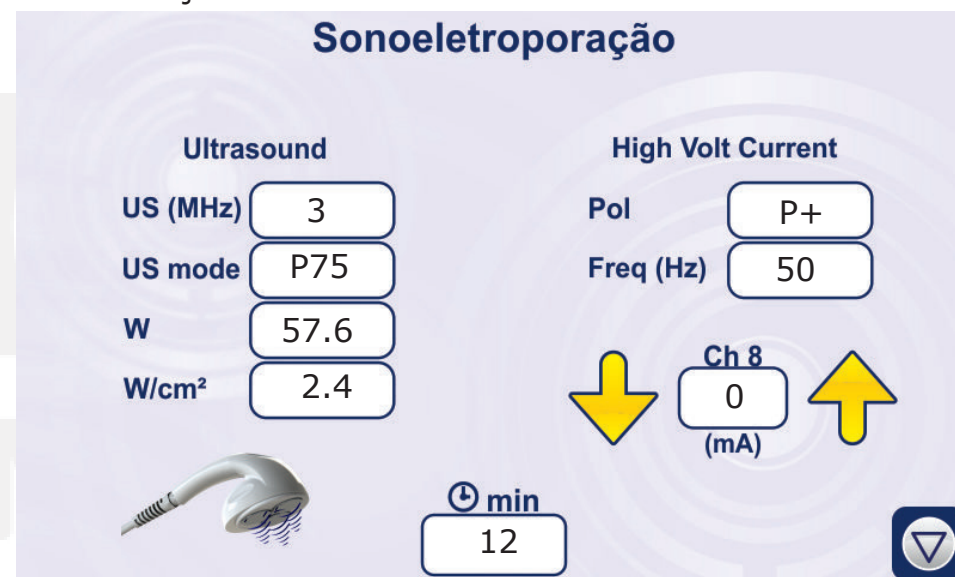 Sonoeletroporação
Ultrasound
US (MHz) 3
US mode P75
W 57.6
W/cm² 2.4
High Volt Current
Pol P+
Freq (Hz) 50
Ch 8
0
(mA)
min
12